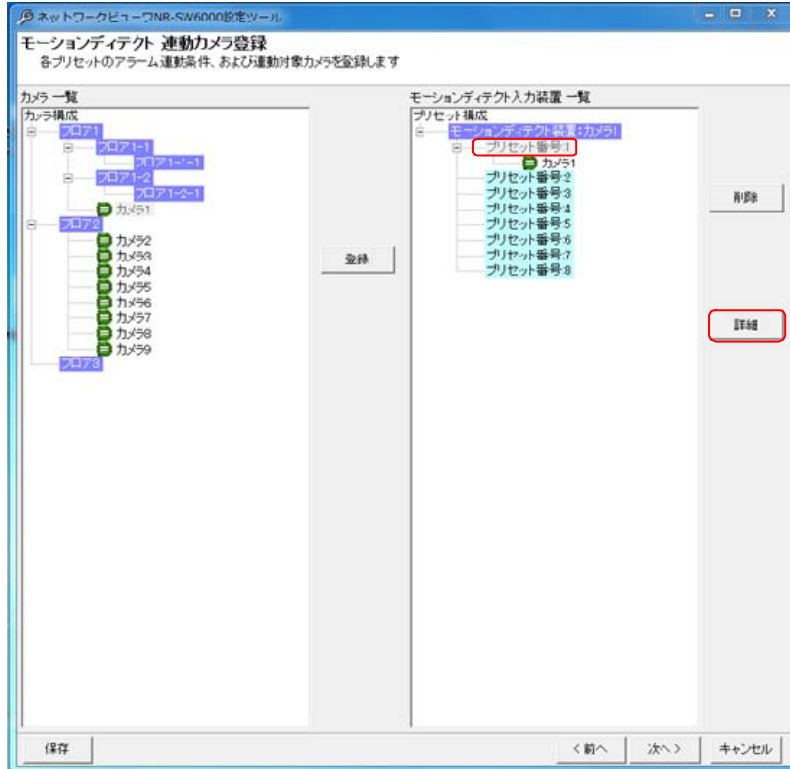 ネットワークビューワNR-SW6000設定ツール
モーションディテクト 連動カメラ登録
各プリセットのアラーム連動条件、および連動対象カメラを登録します
カメラ 一覧
カメラ構成
フロア1
フロア1-1
フロア1-1-1
フロア1-2
フロア1-2-1
カメラ1
フロア2
カメラ2
カメラ3
カメラ4
カメラ5
カメラ6
カメラ7
カメラ8
カメラ9
フロア3
登録
モーションディテクト入力装置 一覧
プリセット構成
モーションディテクト装置:カメラ1
プリセット番号:1
カメラ1
プリセット番号:2
プリセット番号:3
プリセット番号:4
プリセット番号:5
プリセット番号:6
プリセット番号:7
プリセット番号:8
削除
詳細
保存
<前へ
次へ>
キャンセル